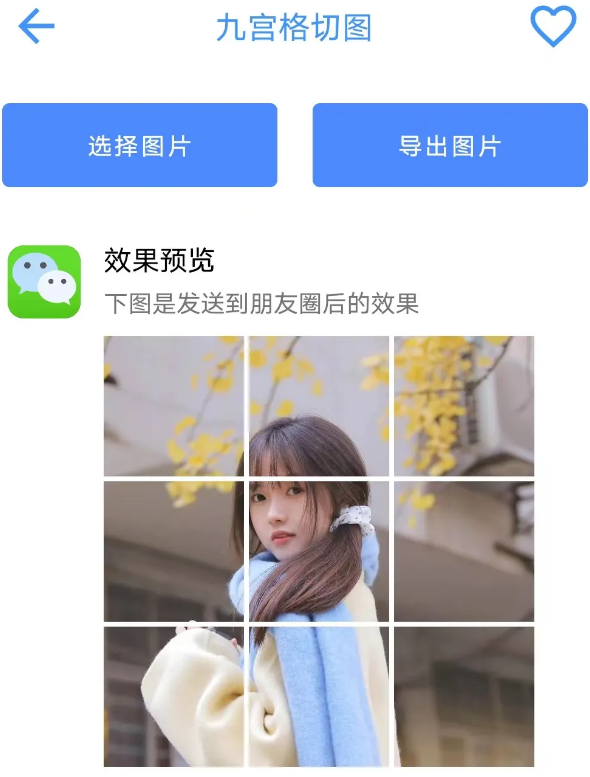 九宫格切图
选择图片
导出图片
效果预览
下图是发送到朋友圈后的效果